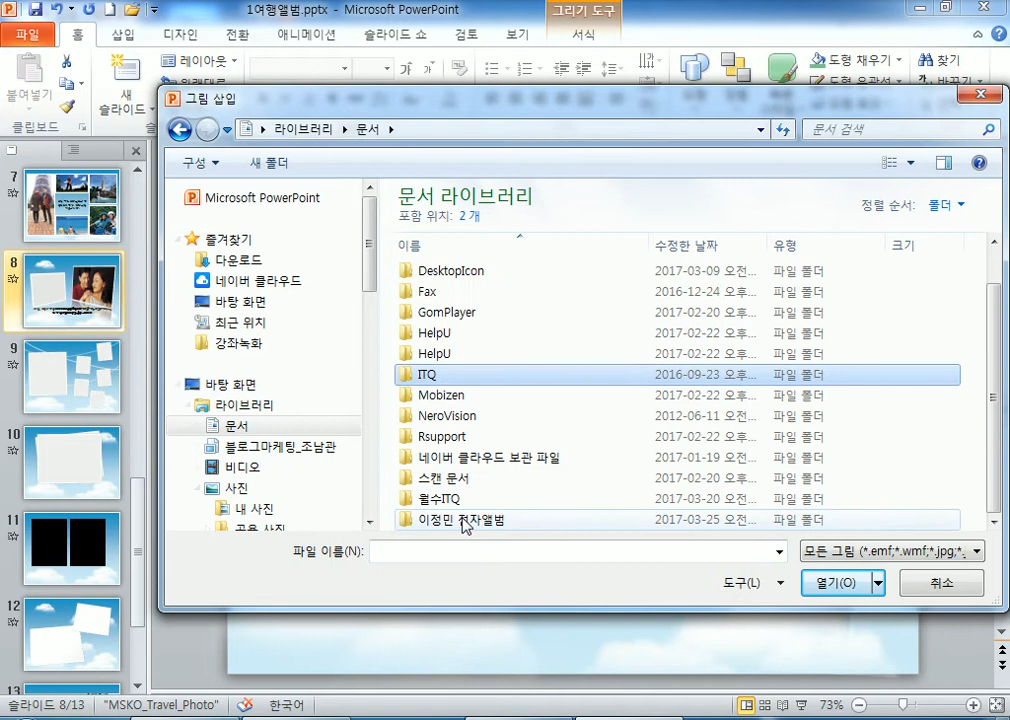 1여행앨범.pptx - Microsoft PowerPoint
그리기 도구
파일 홈 삽입 디자인 전환 애니메이션 슬라이드 쇼 검토 보기 서식
붙여넣기
새
슬라이드
레이아웃
도형 채우기
찾기
클립보드
그림 삽입
라이브러리 문서
문서 검색
구성 새 폴더
Microsoft PowerPoint
즐겨찾기
다운로드
네이버 클라우드
바탕 화면
최근 위치
강좌녹화
바탕 화면
라이브러리
문서
블로그마케팅_조남관
비디오
사진
내 사진
공용 사진
문서 라이브러리
포함 위치: 2 개
정렬 순서: 폴더
이름 수정한 날짜 유형 크기
DesktopIcon 2017-03-09 오전... 파일 폴더
Fax 2016-12-24 오후... 파일 폴더
GomPlayer 2017-02-20 오후... 파일 폴더
HelpU 2017-02-22 오후... 파일 폴더
HelpU 2017-02-22 오후... 파일 폴더
ITQ 2016-09-23 오후... 파일 폴더
Mobizen 2017-02-22 오후... 파일 폴더
NeroVision 2012-06-11 오전... 파일 폴더
Rsupport 2017-02-22 오후... 파일 폴더
네이버 클라우드 보관 파일 2017-01-19 오전... 파일 폴더
스캔 문서 2017-02-20 오후... 파일 폴더
월수ITQ 2017-03-20 오전... 파일 폴더
이정민 전자앨범 2017-03-25 오전... 파일 폴더
파일 이름(N):
모든 그림 (*.emf;*.wmf;*.jpg;*.
도구(L)
열기(O)
취소
7
8
9
10
11
12
13
슬라이드 8/13 "MSKO_Travel_Photo" 한국어 73%